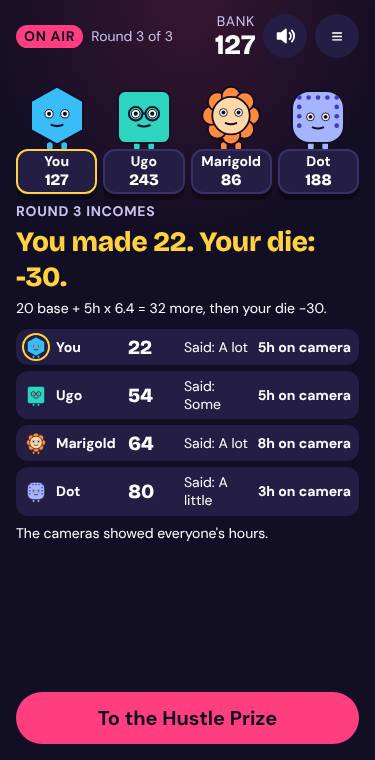 ON AIR Round 3 of 3 BANK
127
You Ugo Marigold Dot
127 243 86 188
ROUND 3 INCOMES
You made 22. Your die:
-30.
20 base + 5h x 6.4 = 32 more, then your die -30.
You 22 Said: A lot 5h on camera
Ugo 54 Said: Some 5h on camera
Marigold 64 Said: A lot 8h on camera
Dot 80 Said: A little 3h on camera
The cameras showed everyone's hours.
To the Hustle Prize